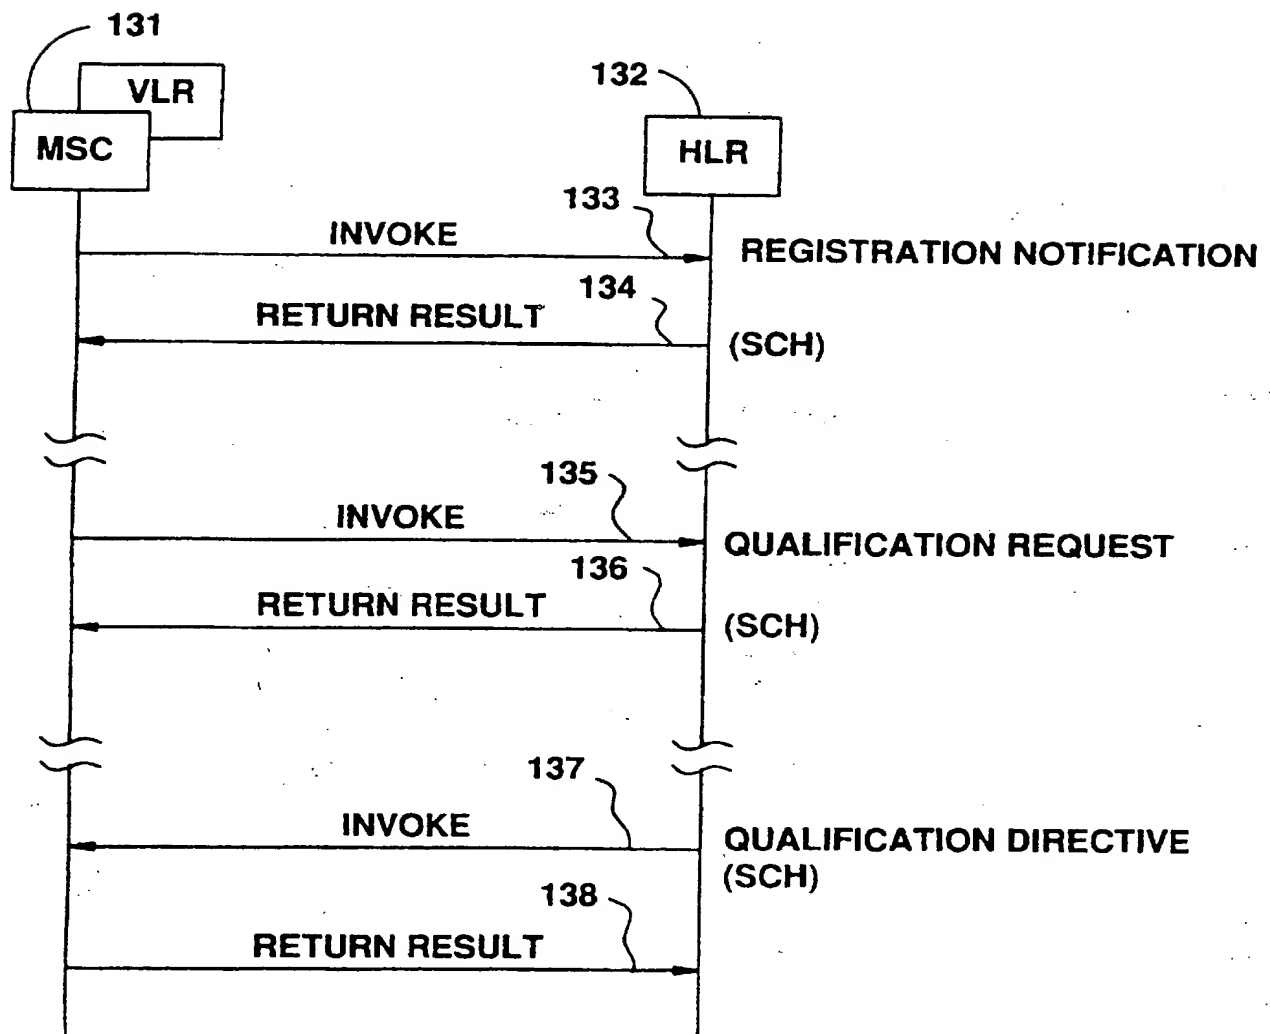 131
VLR
132
MSC
HLR
133
INVOKE
REGISTRATION NOTIFICATION
134
RETURN RESULT
(SCH)
135
INVOKE
QUALIFICATION REQUEST
136
RETURN RESULT
(SCH)
137
INVOKE
QUALIFICATION DIRECTIVE
(SCH)
138
RETURN RESULT